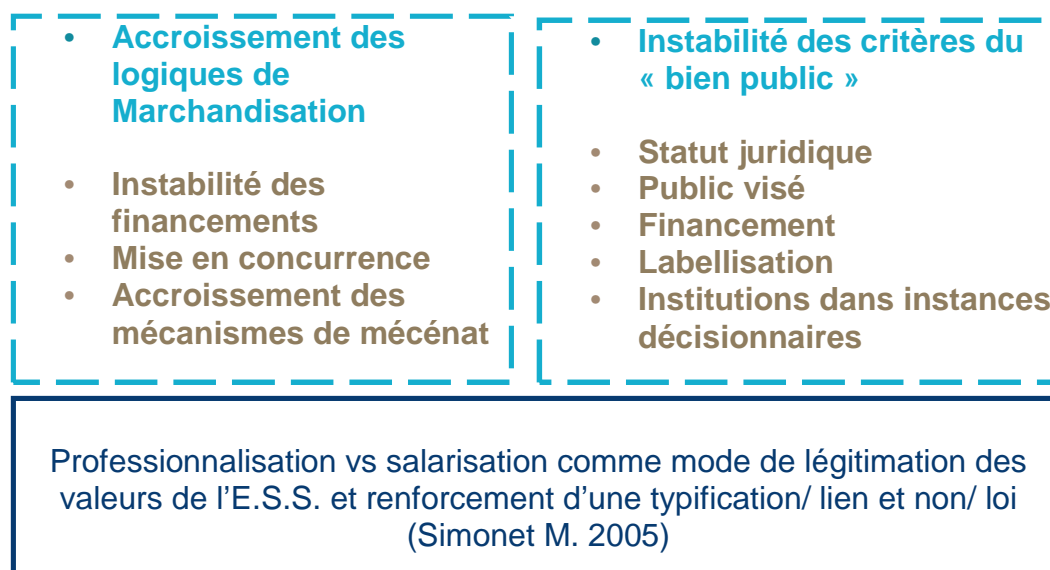 • Accroissement des
logiques de
Marchandisation
• Instabilité des
financements
• Mise en concurrence
• Accroissement des
mécanismes de mécénat
• Instabilité des critères du
« bien public »
• Statut juridique
• Public visé
• Financement
• Labellisation
• Institutions dans instances
décisionnaires
Professionnalisation vs salarisation comme mode de légitimation des
valeurs de l’E.S.S. et renforcement d’une typification/ lien et non/ loi
(Simonet M. 2005)